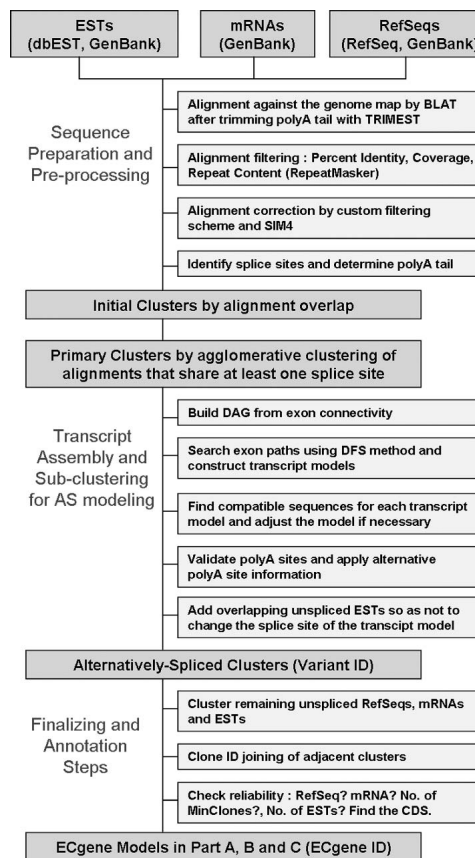 ESTs
(dbEST, GenBank)
mRNAs
(GenBank)
RefSeqs
(RefSeq, GenBank)
Sequence
Preparation and
Pre-processing
Alignment against the genome map by BLAT
after trimming polyA tail with TRIMEST
Alignment filtering : Percent Identity, Coverage,
Repeat Content (RepeatMasker)
Alignment correction by custom filtering
scheme and SIM4
Identify splice sites and determine polyA tail
Initial Clusters by alignment overlap
Primary Clusters by agglomerative clustering of
alignments that share at least one splice site
Transcript
Assembly and
Sub-clustering
for AS modeling
Build DAG from exon connectivity
Search exon paths using DFS method and
construct transcript models
Find compatible sequences for each transcript
model and adjust the model if necessary
Validate polyA sites and apply alternative
polyA site information
Add overlapping unspliced ESTs so as not to
change the splice site of the transcipt model
Alternatively-Spliced Clusters (Variant ID)
Finalizing and
Annotation
Steps
Cluster remaining unspliced RefSeqs, mRNAs
and ESTs
Clone ID joining of adjacent clusters
Check reliability : RefSeq? mRNA? No. of
MinClones?, No. of ESTs? Find the CDS.
ECgene Models in Part A, B and C (ECgene ID)